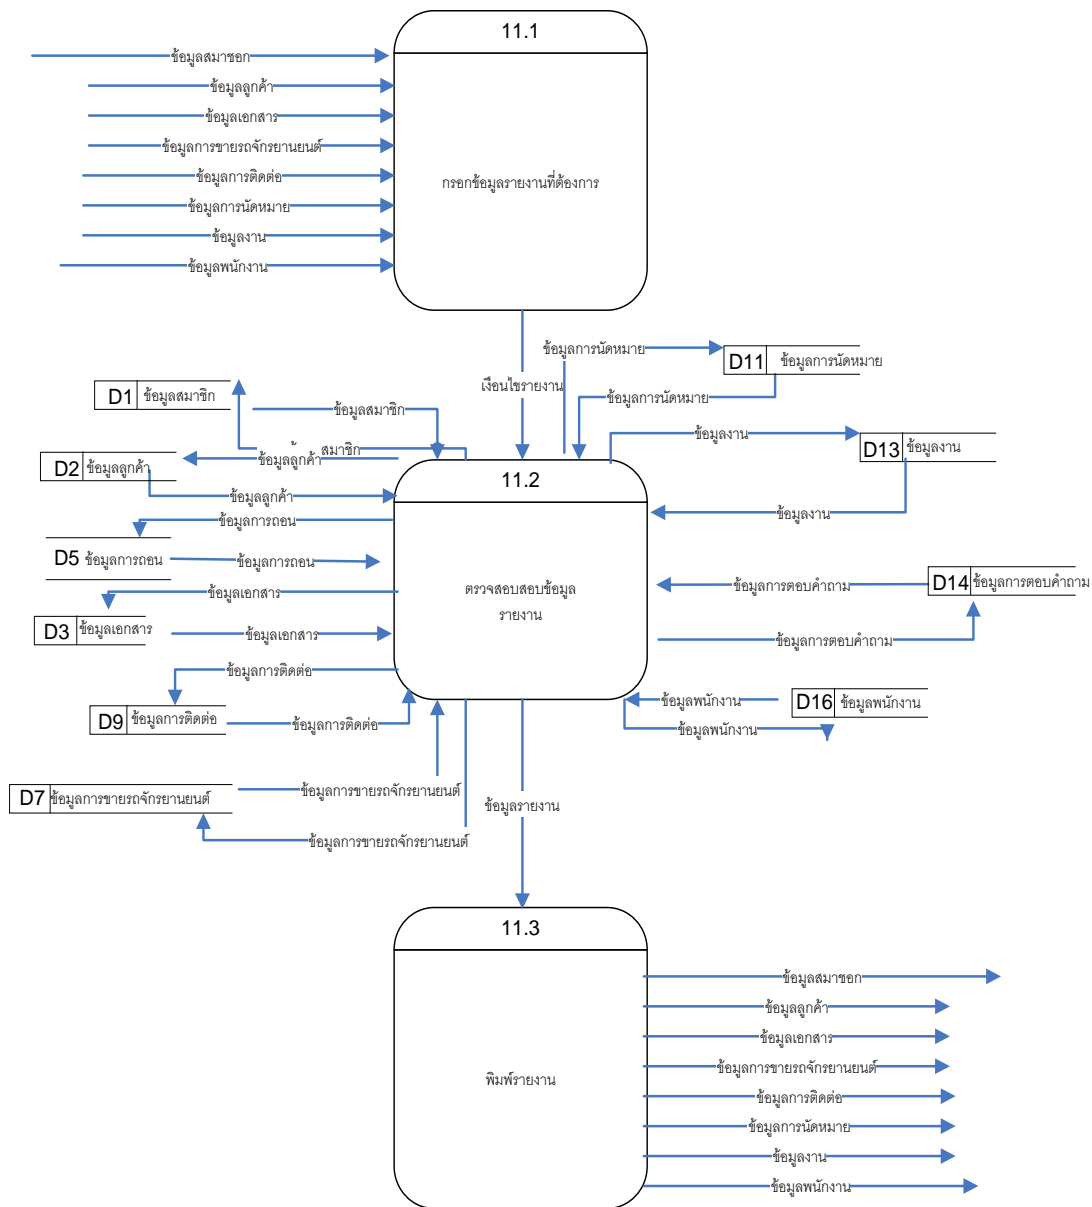 11.1
ข้อมูลสมาชอก
ข้อมูลลูกค้า
ข้อมูลเอกสาร
ข้อมูลการขายรถจักรยานยนต์
ข้อมูลการติดต่อ
กรอกข้อมูลรายงานที่ต้องการ
ข้อมูลการนัดหมาย
ข้อมูลงาน
ข้อมูลพนักงาน
ข้อมูลการนัดหมาย
D11 ข้อมูลการนัดหมาย
เงื่อนไขรายงาน
D1 ข้อมูลสมาชิก
ข้อมูลการนัดหมาย
ข้อมูลสมาชิก
ข้อมูลงาน
D13 ข้อมูลงาน
สมาชิก
ข้อมูลลูกค้า
D2 ข้อมูลลูกค้า
11.2
ข้อมูลลูกค้า
ข้อมูลงาน
ข้อมูลการถอน
D5 ข้อมูลการถอน
ข้อมูลการถอน
ข้อมูลการตอบคำถาม
D14 ข้อมูลการตอบคำถาม
ข้อมูลเอกสาร
ตรวจสอบสอบข้อมูล
รายงาน
D3 ข้อมูลเอกสาร
ข้อมูลเอกสาร
ข้อมูลการตอบคำถาม
ข้อมูลการติดต่อ
ข้อมูลพนักงาน
D16 ข้อมูลพนักงาน
D9 ข้อมูลการติดต่อ
ข้อมูลการติดต่อ
ข้อมูลพนักงาน
ข้อมูลการขายรถจักรยานยนต์
D7 ข้อมูลการขายรถจักรยานยนต์
ข้อมูลรายงาน
ข้อมูลการขายรถจักรยานยนต์
11.3
ข้อมูลสมาชอก
ข้อมูลลูกค้า
ข้อมูลเอกสาร
ข้อมูลการขายรถจักรยานยนต์
พิมพ์รายงาน
ข้อมูลการติดต่อ
ข้อมูลการนัดหมาย
ข้อมูลงาน
ข้อมูลพนักงาน